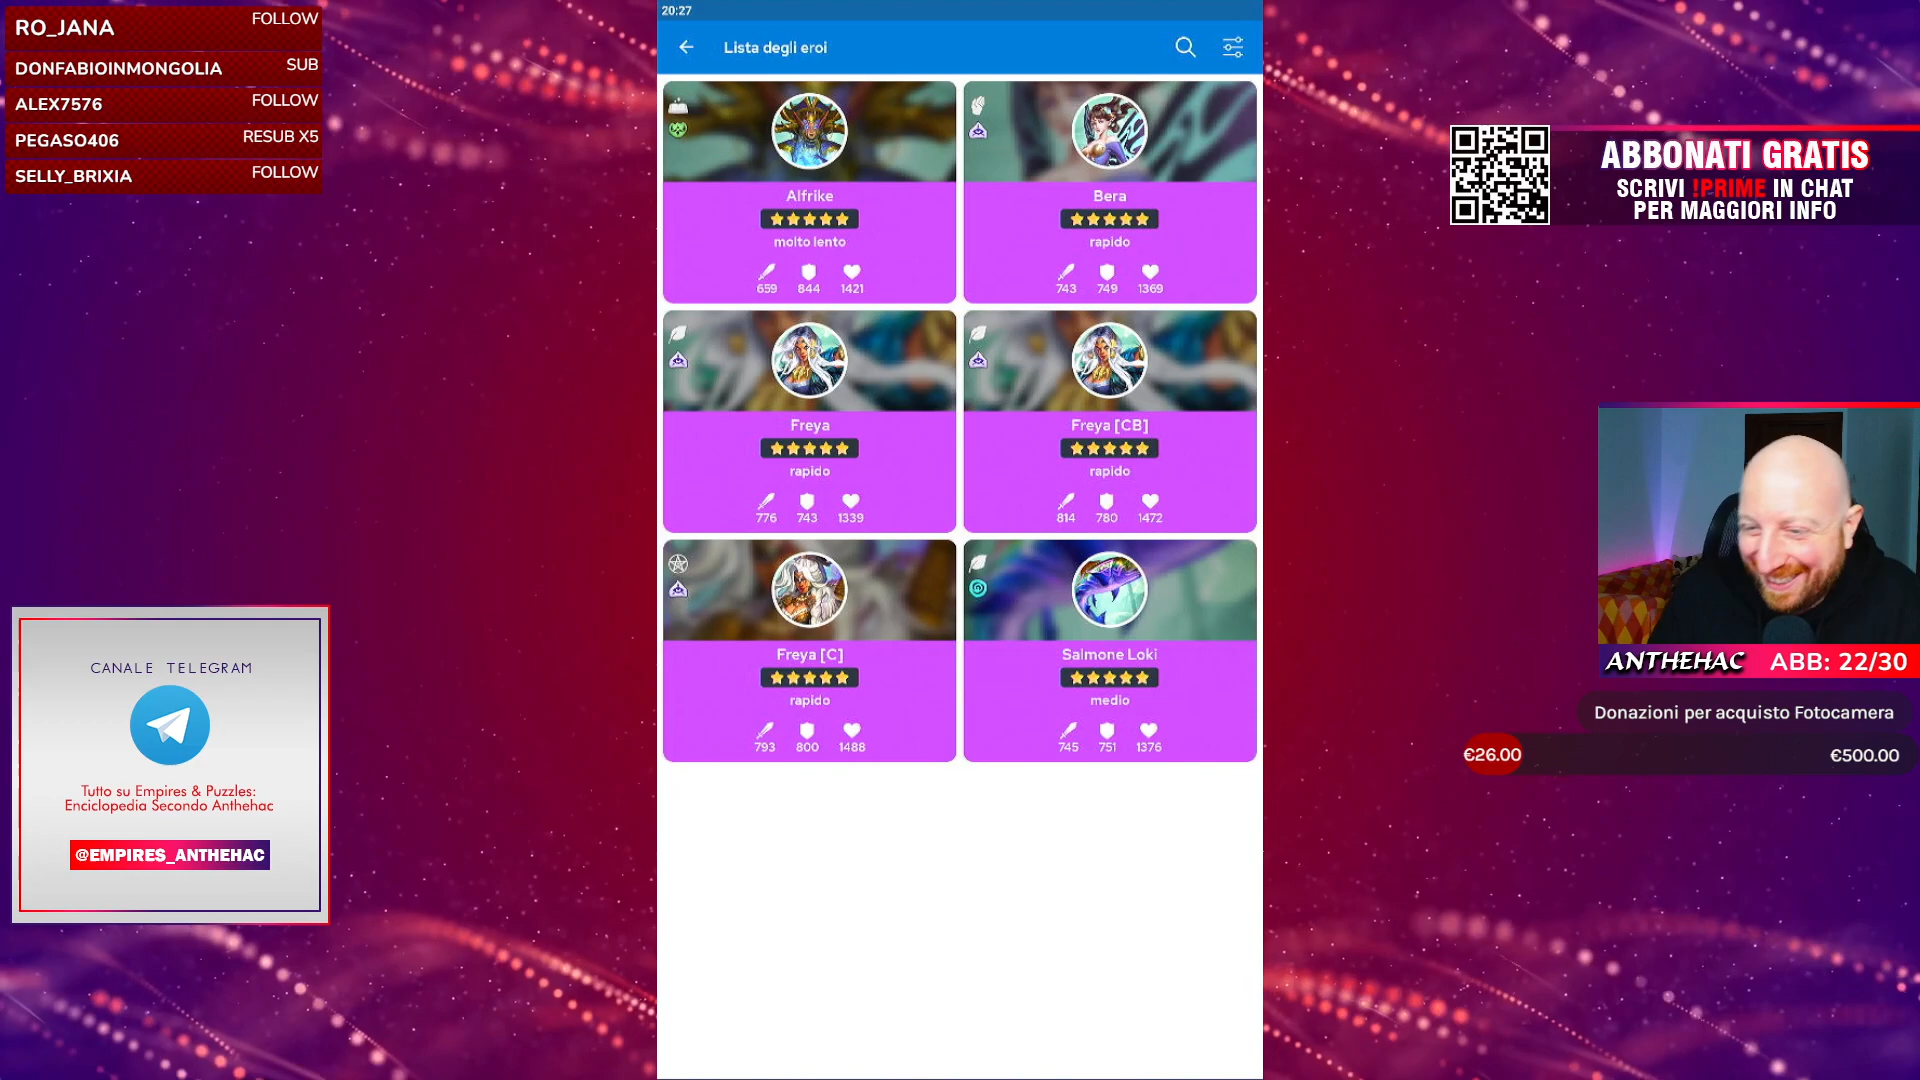 RO_JANA FOLLOW
DONFABIOINMONGOLIA SUB
ALEX7576 FOLLOW
PEGASO406 RESUB X5
SELLY_BRIXIA FOLLOW
CANALE TELEGRAM
Tutto su Empires & Puzzles:
Enciclopedia Secondo Anthehac
@EMPIRES_ANTHEHAC
20:27
Lista degli eroi
Alfrike
molto lento
659 844 1421
Bera
rapido
743 749 1369
Freya
rapido
776 743 1339
Freya [CB]
rapido
814 780 1472
Freya [C]
rapido
793 800 1488
Salmone Loki
medio
745 751 1376
ABBONATI GRATIS
SCRIVI !PRIME IN CHAT
PER MAGGIORI INFO
ANTHEHAC ABB: 22/30
Donazioni per acquisto Fotocamera
€26.00 €500.00